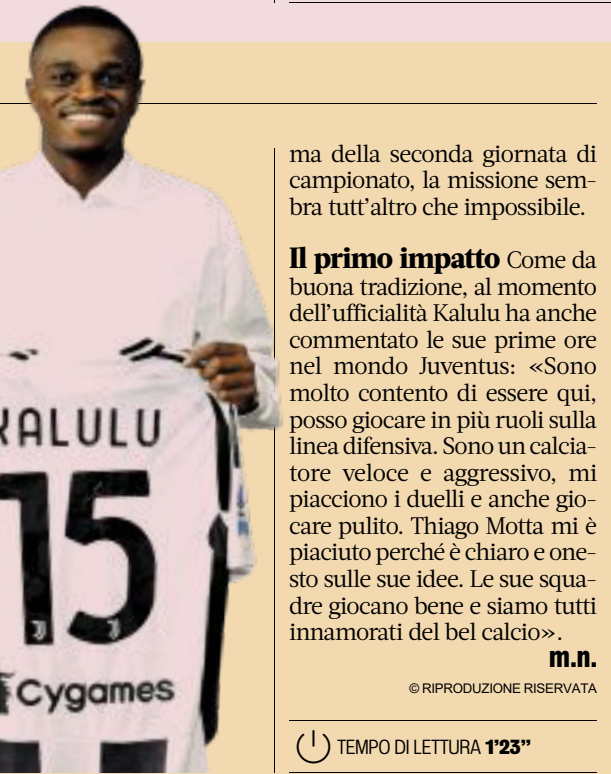 KALULU
15
Cygames
ma della seconda giornata di
campionato, la missione sem-
bra tutt'altro che impossibile.
Il primo impatto Come da
buona tradizione, al momento
dell'ufficialità Kalulu ha anche
commentato le sue prime ore
nel mondo Juventus: «Sono
molto contento di essere qui,
posso giocare in più ruoli sulla
linea difensiva. Sono un calcia-
tore veloce e aggressivo, mi
piacciono i duelli e anche gio-
care pulito. Thiago Motta mi è
piaciuto perché è chiaro e one-
sto sulle sue idee. Le sue squa-
dre giocano bene e siamo tutti
innamorati del bel calcio».
m.n.
© RIPRODUZIONE RISERVATA
TEMPO DI LETTURA 1'23"